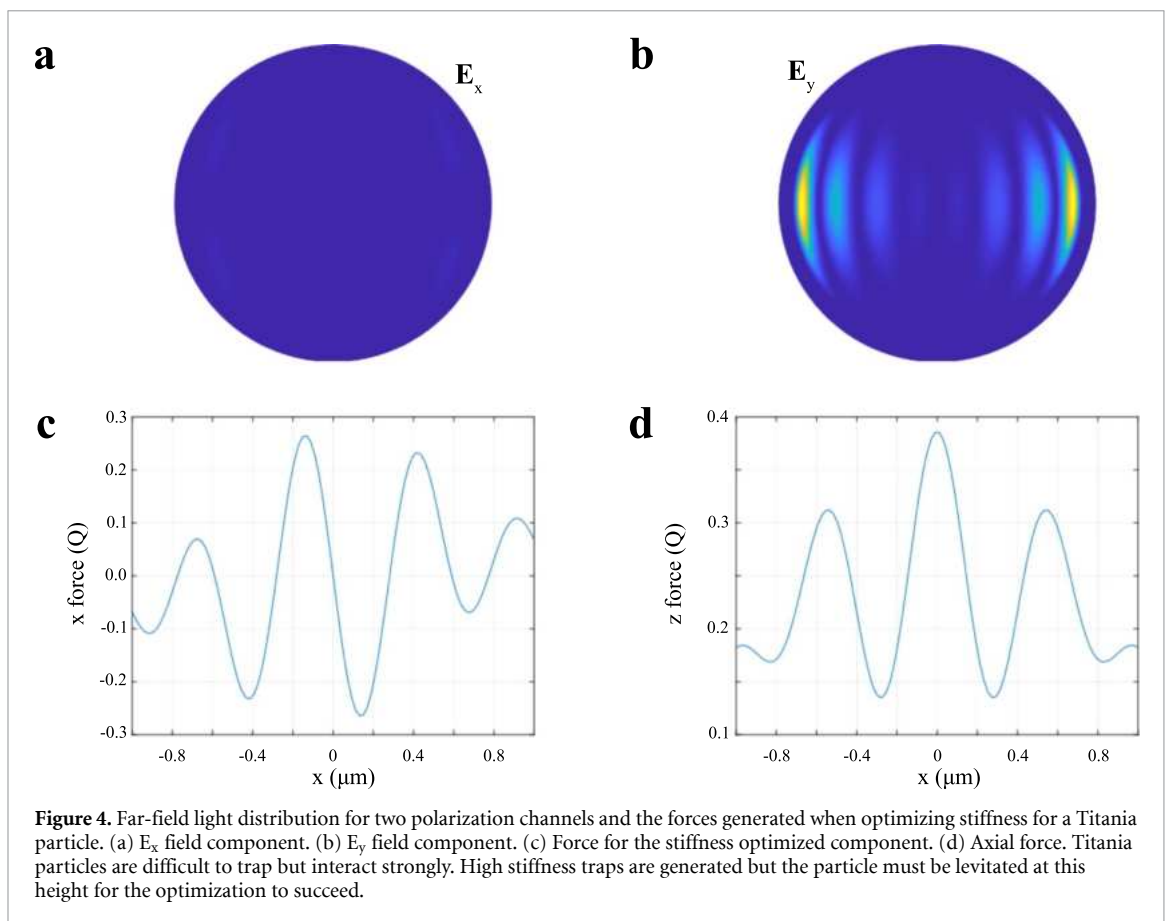 a
E_x
b
E_y
c
0.3
0.2
0.1
0.0
-0.1
-0.2
-0.3
x force (Q)
-0.8 -0.4 0 0.4 0.8
x (μm)
d
0.4
0.3
0.2
0.1
z force (Q)
-0.8 -0.4 0 0.4 0.8
x (μm)
Figure 4. Far-field light distribution for two polarization channels and the forces generated when optimizing stiffness for a Titania
particle. (a) E_x field component. (b) E_y field component. (c) Force for the stiffness optimized component. (d) Axial force. Titania
particles are difficult to trap but interact strongly. High stiffness traps are generated but the particle must be levitated at this
height for the optimization to succeed.